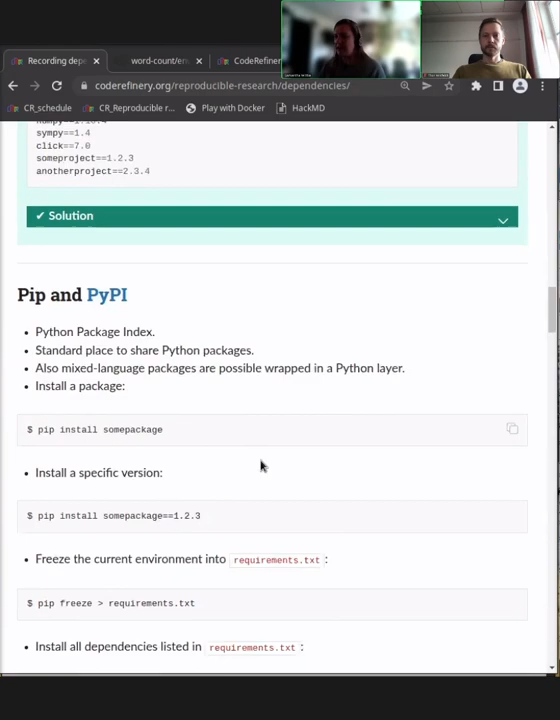 Recording depe
word-count/en
CodeRefiner
coderefinery.org/reproducible-research/dependencies/
CR_schedule
CR_Reproducible r...
Play with Docker
HackMD
sympy==1.4
click==7.0
someproject==1.2.3
anotherproject==2.3.4
✔ Solution
Pip and PyPI
• Python Package Index.
• Standard place to share Python packages.
• Also mixed-language packages are possible wrapped in a Python layer.
• Install a package:
$ pip install somepackage
• Install a specific version:
$ pip install somepackage==1.2.3
• Freeze the current environment into requirements.txt :
$ pip freeze > requirements.txt
• Install all dependencies listed in requirements.txt :